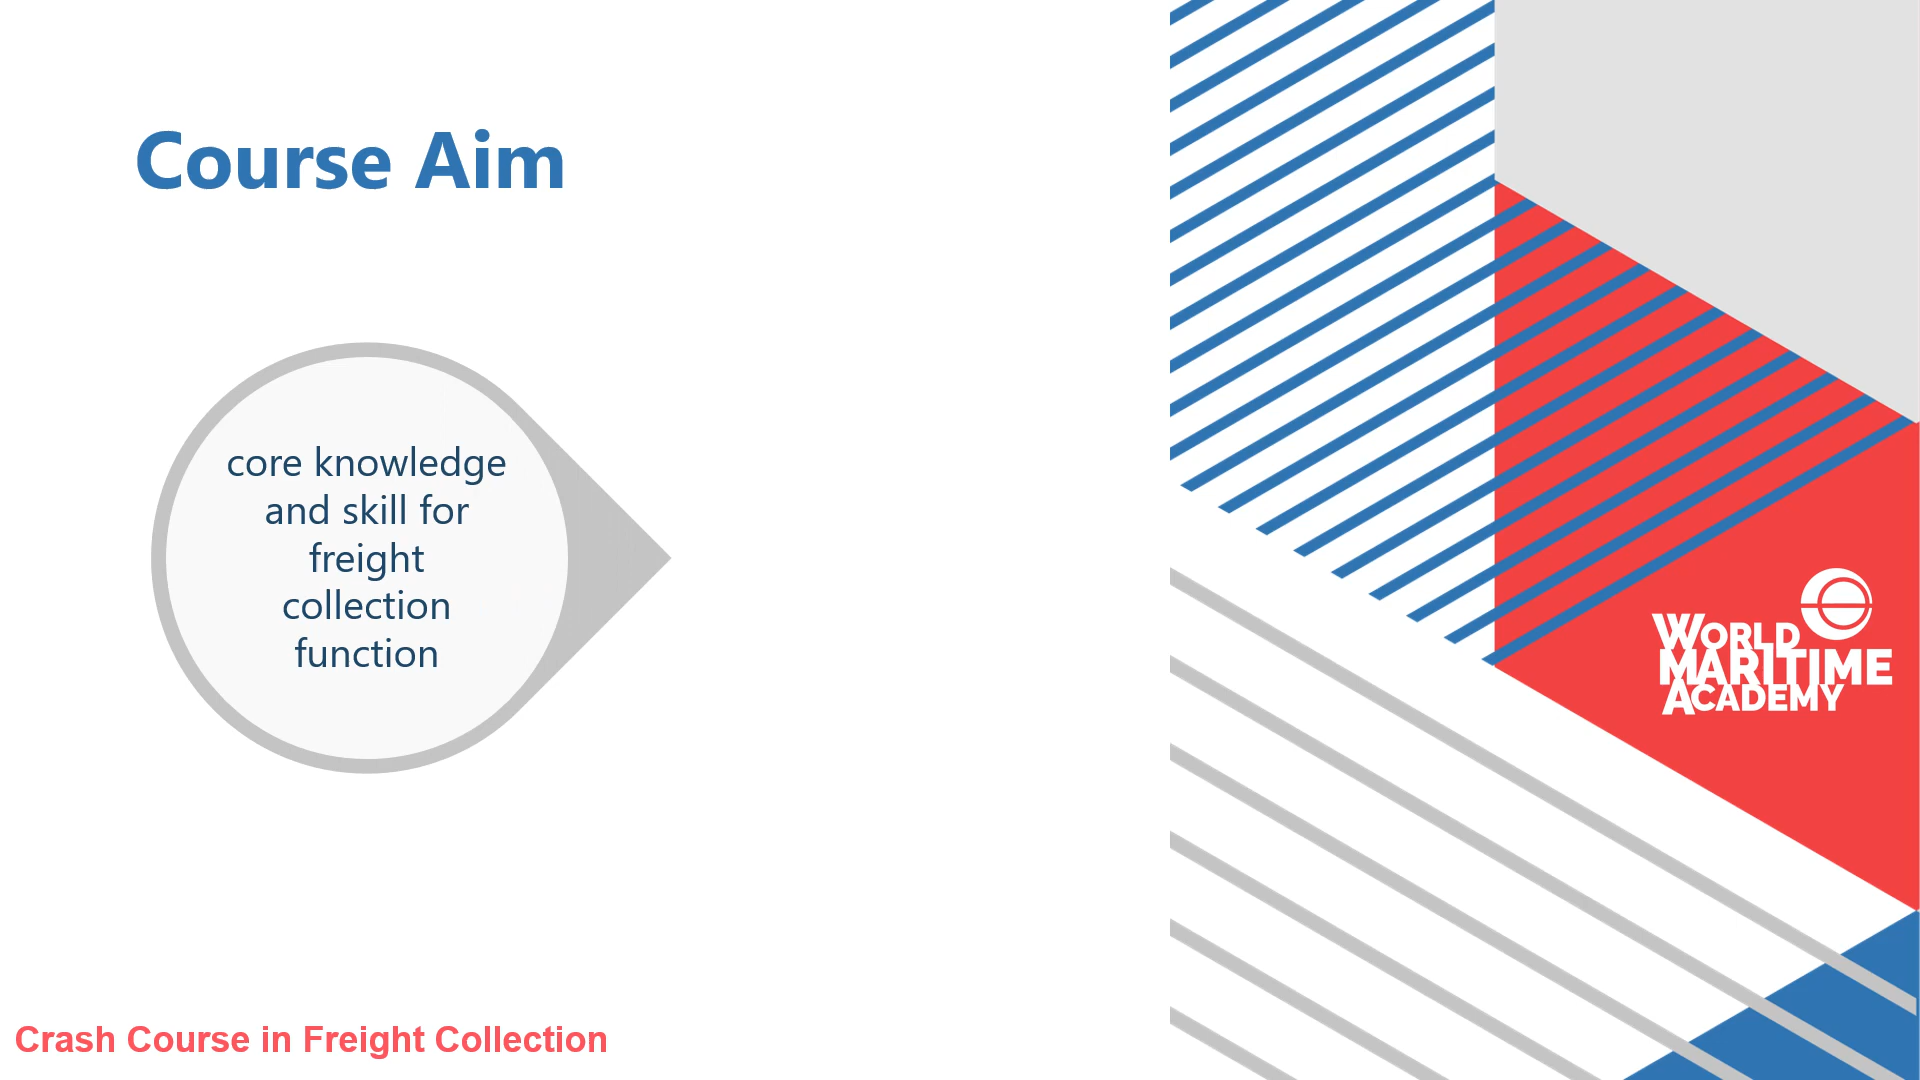 Course Aim
core knowledge
and skill for
freight
collection
function
WORLD
MARITIME
ACADEMY
Crash Course in Freight Collection